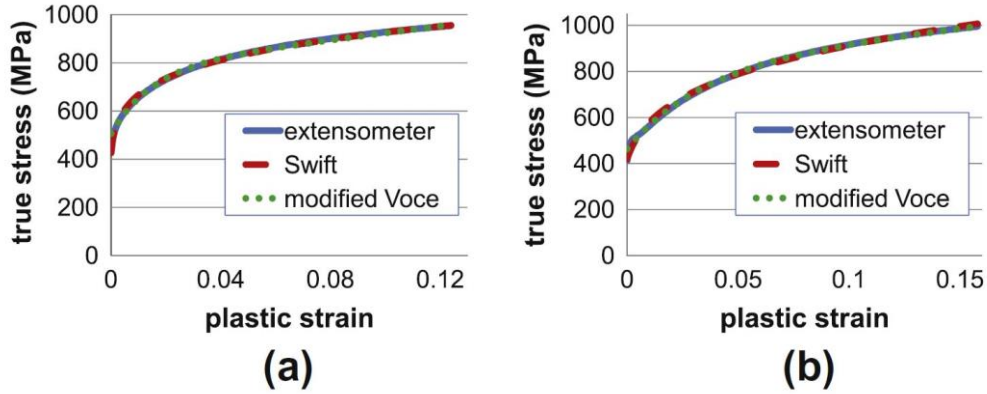 true stress (MPa)
1000
800
600
400
200
0
extensometer
Swift
modified Voce
0 0.04 0.08 0.12
plastic strain
(a)
true stress (MPa)
1000
800
600
400
200
0
extensometer
Swift
modified Voce
0 0.05 0.1 0.15
plastic strain
(b)